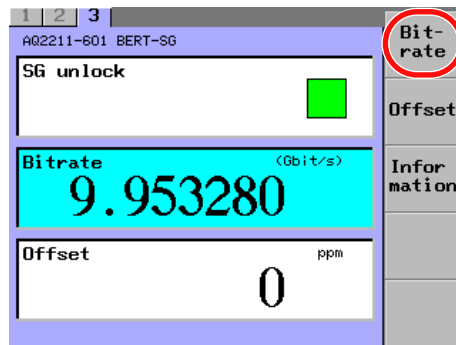 1 2 3
AQ2211-601 BERT-SG
SG unlock
Bitrate (Gbit/s)
9.953280
Offset ppm
0
Bit-
rate
Offset
Infor
mation